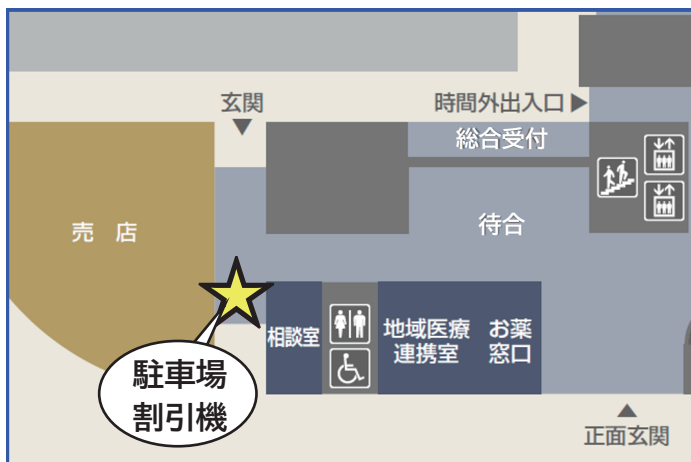 玄関
▼
時間外出入口▶
総合受付
売 店
待合
相談室
地域医療
連携室
お薬
窓口
駐車場
割引機
▲
正面玄関